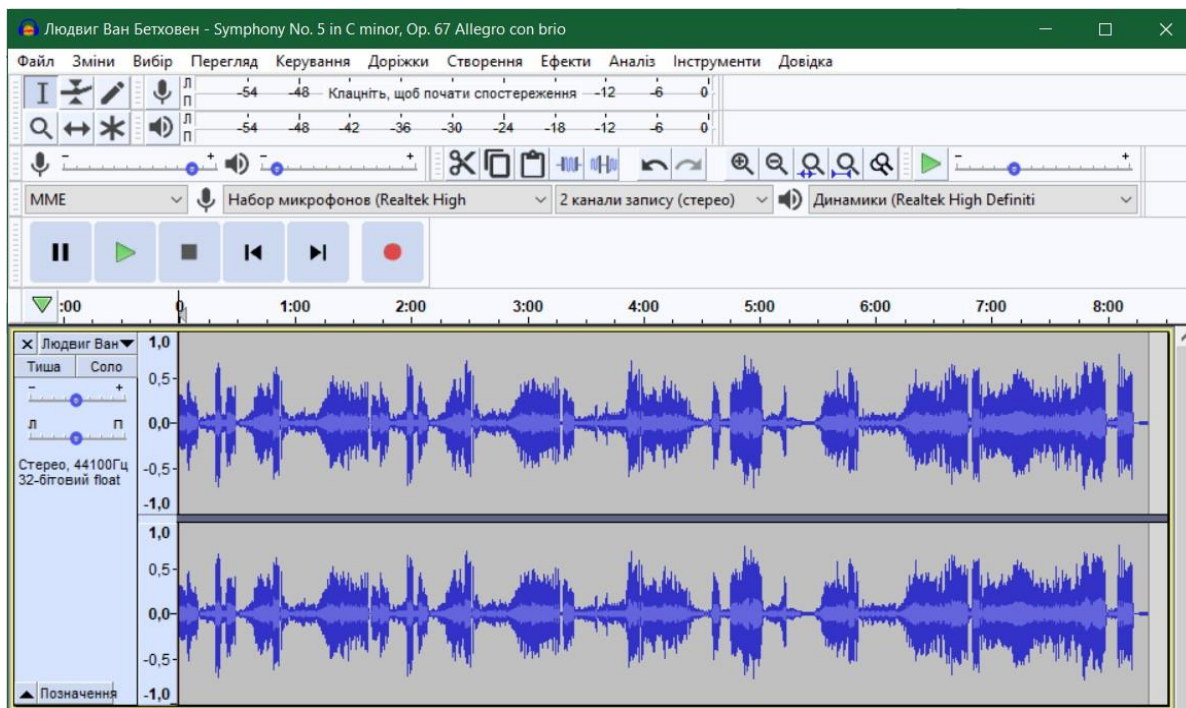 Людвиг Ван Бетховен - Symphony No. 5 in C minor, Op. 67 Allegro con brio
Файл Зміни Вибір Перегляд Керування Доріжки Створення Ефекти Аналіз Інструменти Довідка
Л
П
-54 -48 Клацніть, щоб почати спостереження -12 -6 0
Л
П
-54 -48 -42 -36 -30 -24 -18 -12 -6 0
- + - + - +
MME Набор микрофонов (Realtek High 2 канали запису (стерео) Динамики (Realtek High Definiti
:00 0 1:00 2:00 3:00 4:00 5:00 6:00 7:00 8:00
Людвиг Ван
Тиша Соло
- +
Л П
Стерео, 44100Гц
32-бітовий float
Позначення
1,0
0,5
0,0
-0,5
-1,0
1,0
0,5
0,0
-0,5
-1,0